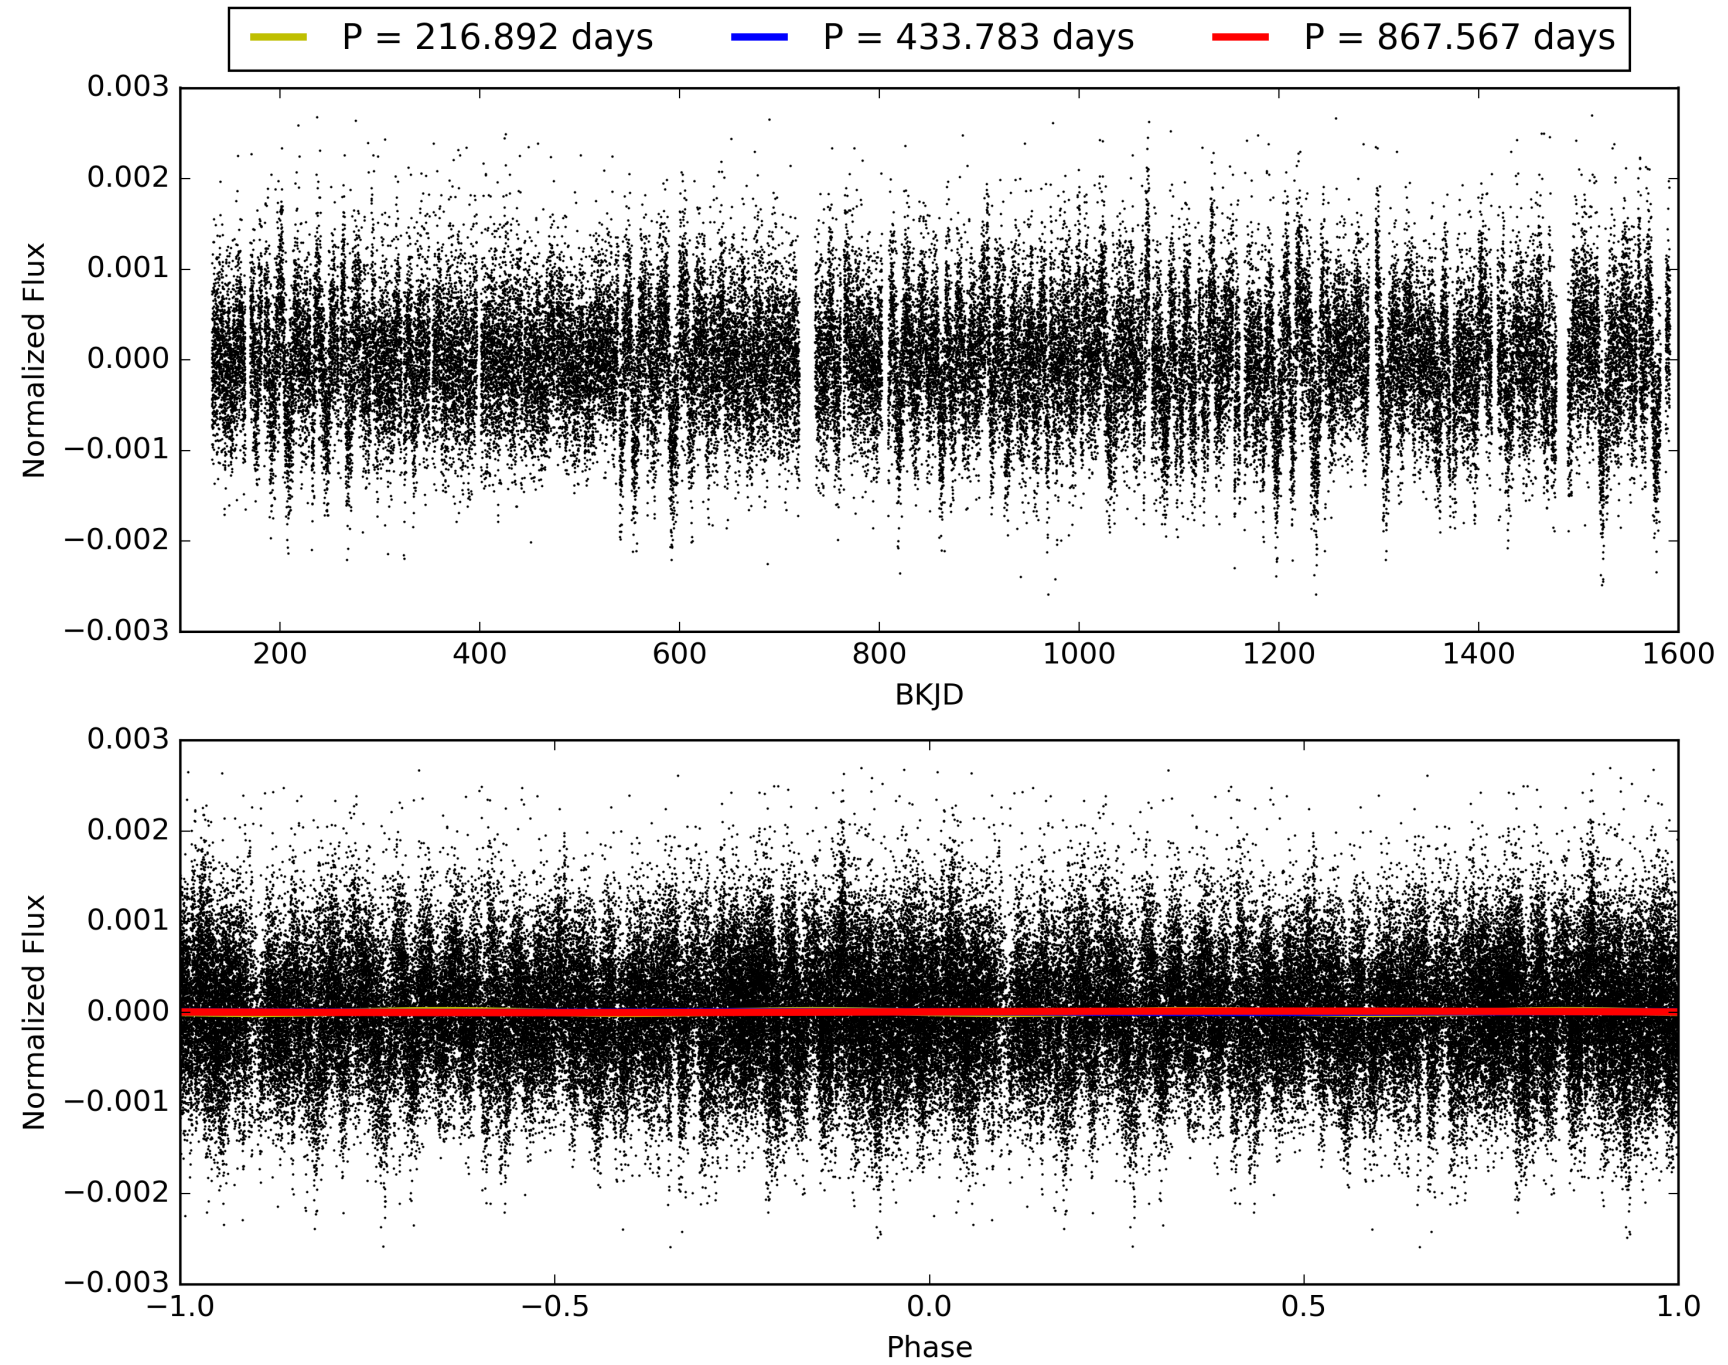 P = 216.892 days P = 433.783 days P = 867.567 days
0.003
0.002
0.001
0.000
−0.001
−0.002
−0.003
Normalized Flux
200 400 600 800 1000 1200 1400 1600
BKJD
0.003
0.002
0.001
0.000
−0.001
−0.002
−0.003
Normalized Flux
−1.0 −0.5 0.0 0.5 1.0
Phase